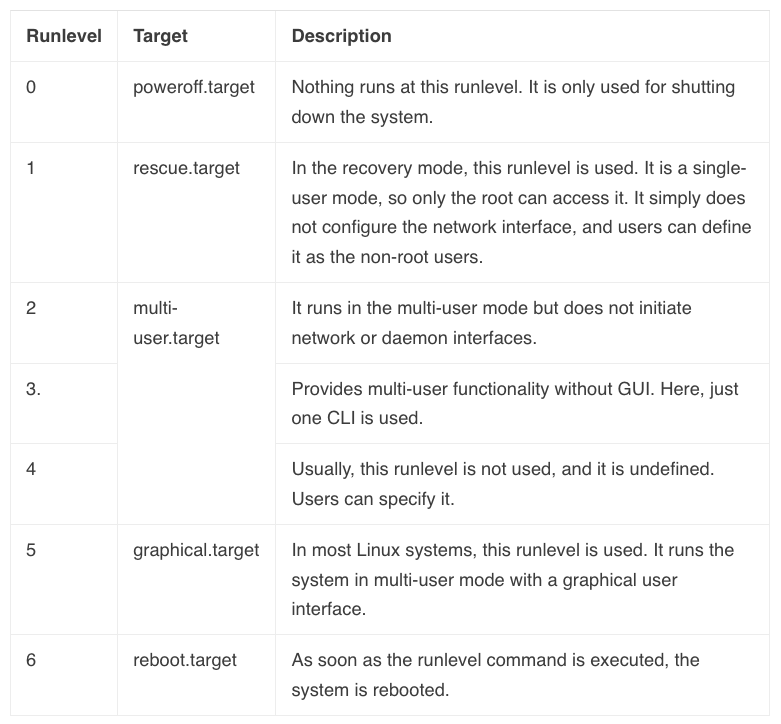 Runlevel Target Description
0 poweroff.target Nothing runs at this runlevel. It is only used for shutting
down the system.
1 rescue.target In the recovery mode, this runlevel is used. It is a single-
user mode, so only the root can access it. It simply does
not configure the network interface, and users can define
it as the non-root users.
2 multi- It runs in the multi-user mode but does not initiate
user.target network or daemon interfaces.
3. Provides multi-user functionality without GUI. Here, just
one CLI is used.
4 Usually, this runlevel is not used, and it is undefined.
Users can specify it.
5 graphical.target In most Linux systems, this runlevel is used. It runs the
system in multi-user mode with a graphical user
interface.
6 reboot.target As soon as the runlevel command is executed, the
system is rebooted.